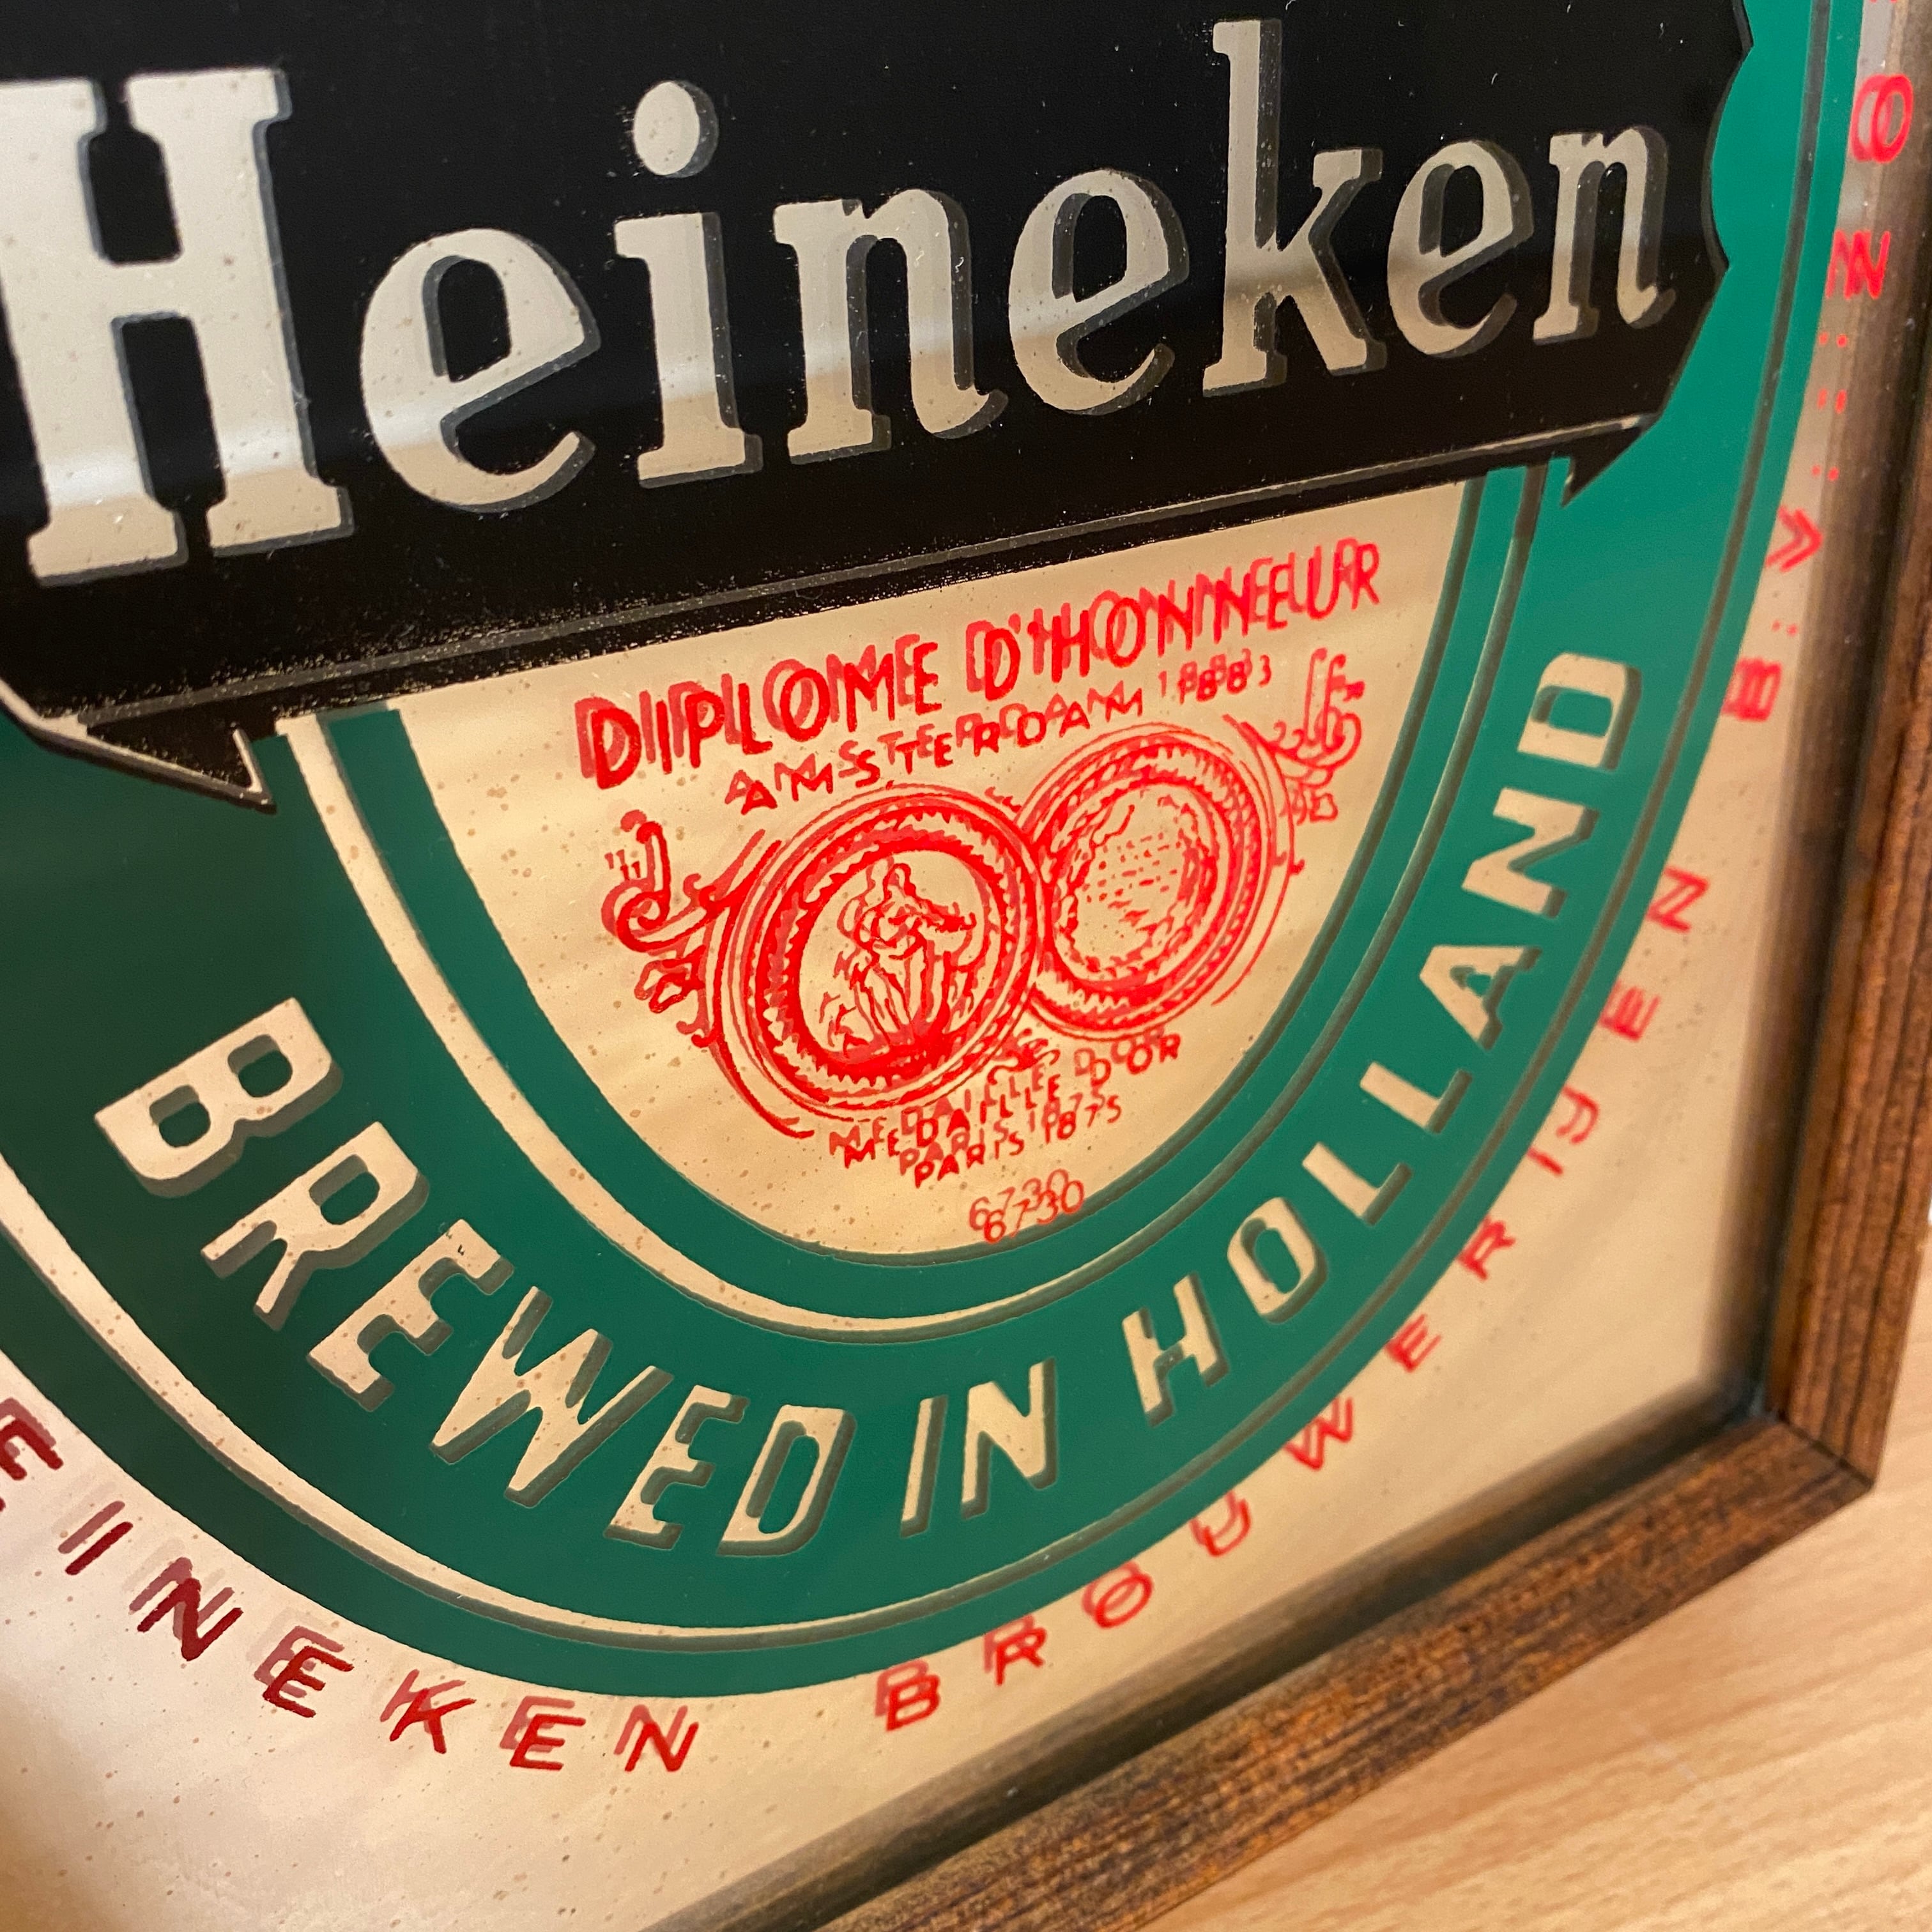 Heineken
DIPLOME D'HONNEUR
AMSTERDAM 1883
MEDAILLE D'OR
PARIS 1875
6730
BREWED IN HOLLAND
EINEKEN BROUWERIJEN B.V.